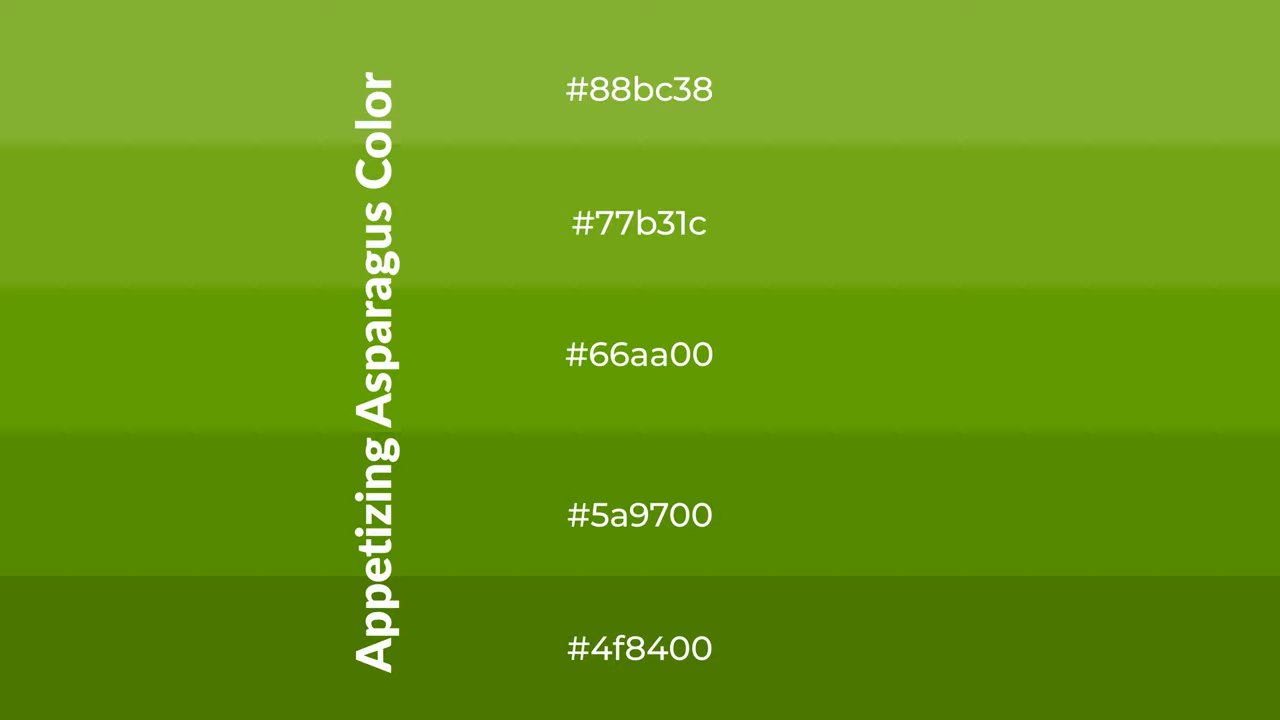 Appetizing Asparagus Color
#88bc38
#77b31c
#66aa00
#5a9700
#4f8400